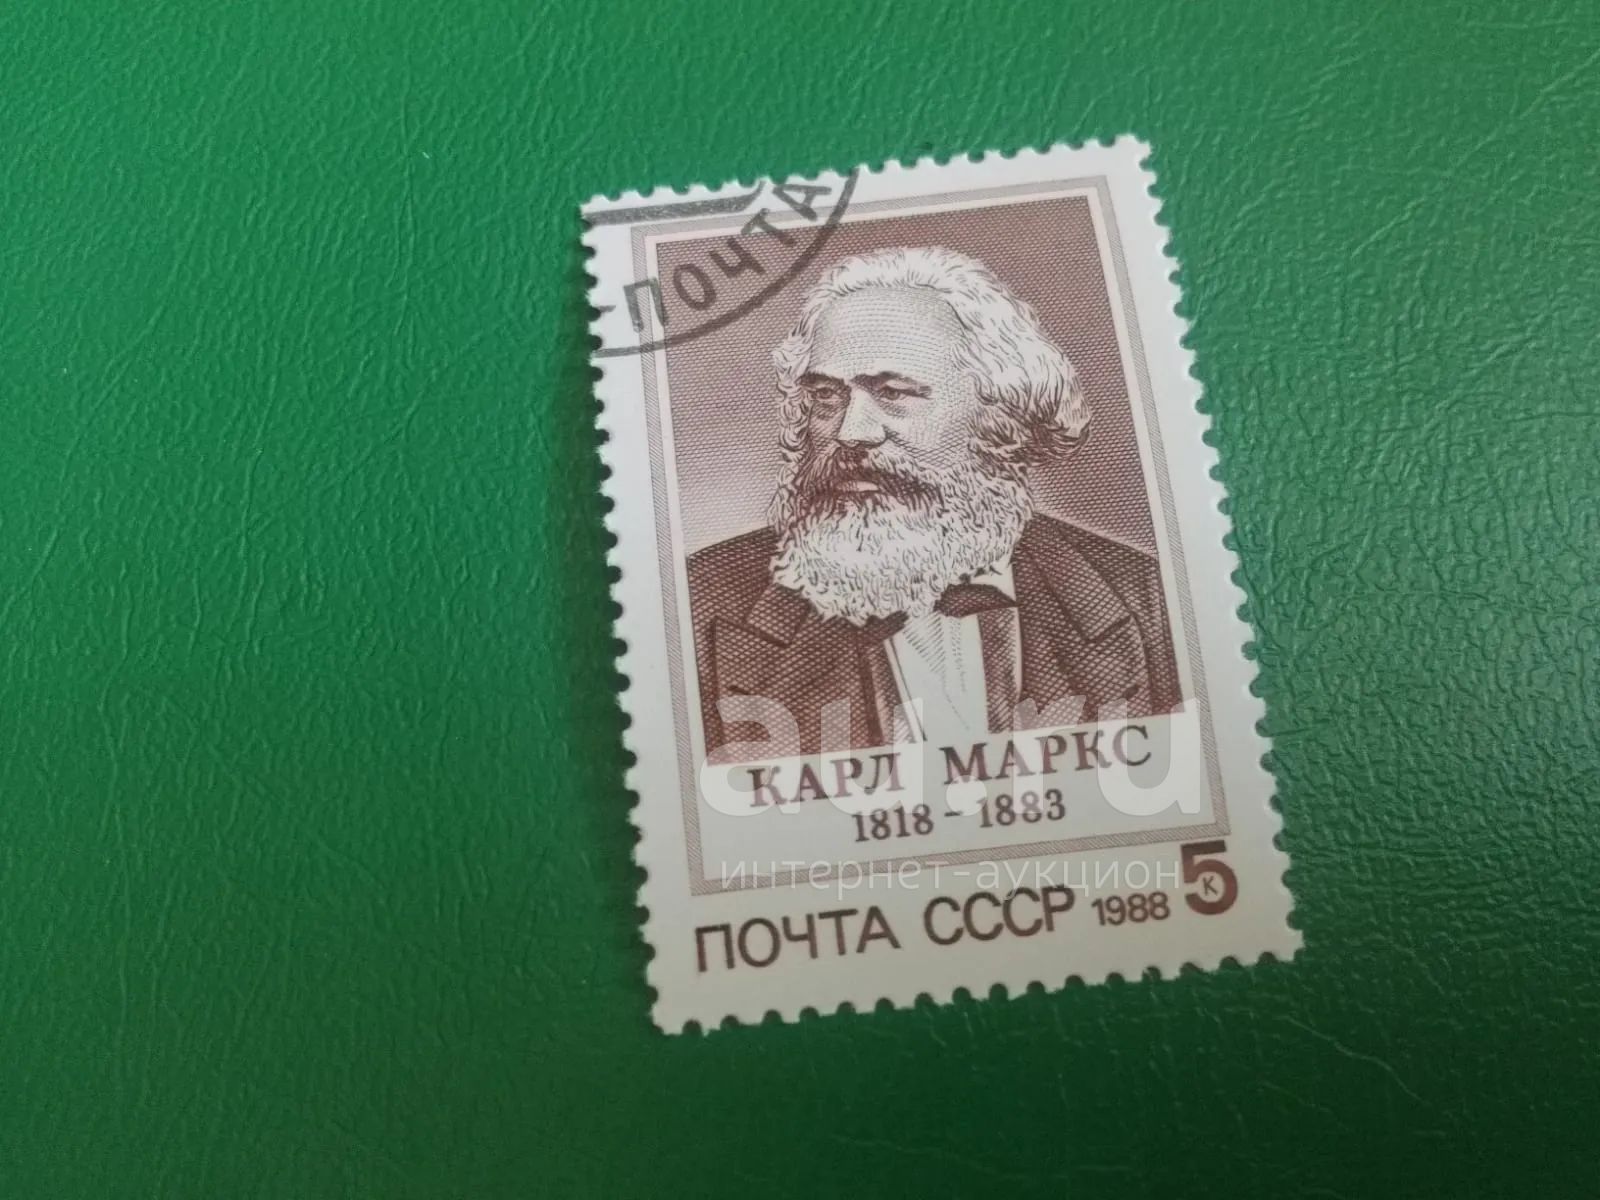 ПОЧТА
КАРЛ МАРКС
1818 - 1883
ПОЧТА СССР 1988 5 к
au.ru
интернет-аукцион